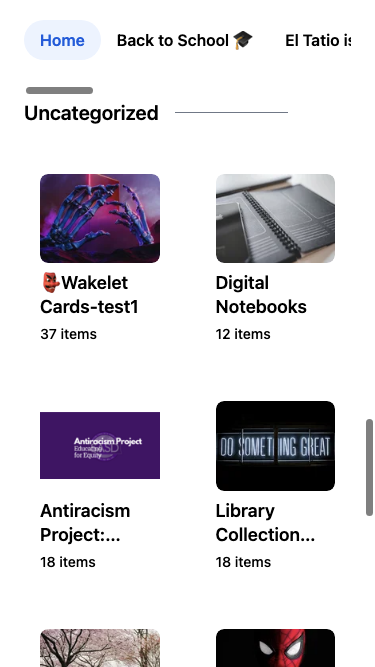 Home
Back to School 🎓
El Tatio is
Uncategorized
👺Wakelet
Cards-test1
37 items
Digital
Notebooks
12 items
Antiracism Project
Educating
for Equity
DO SOMETHING GREAT
Antiracism
Project:...
18 items
Library
Collection...
18 items